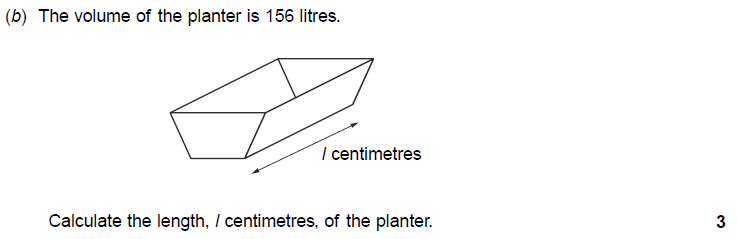 (b) The volume of the planter is 156 litres.
l centimetres
Calculate the length, l centimetres, of the planter. 3